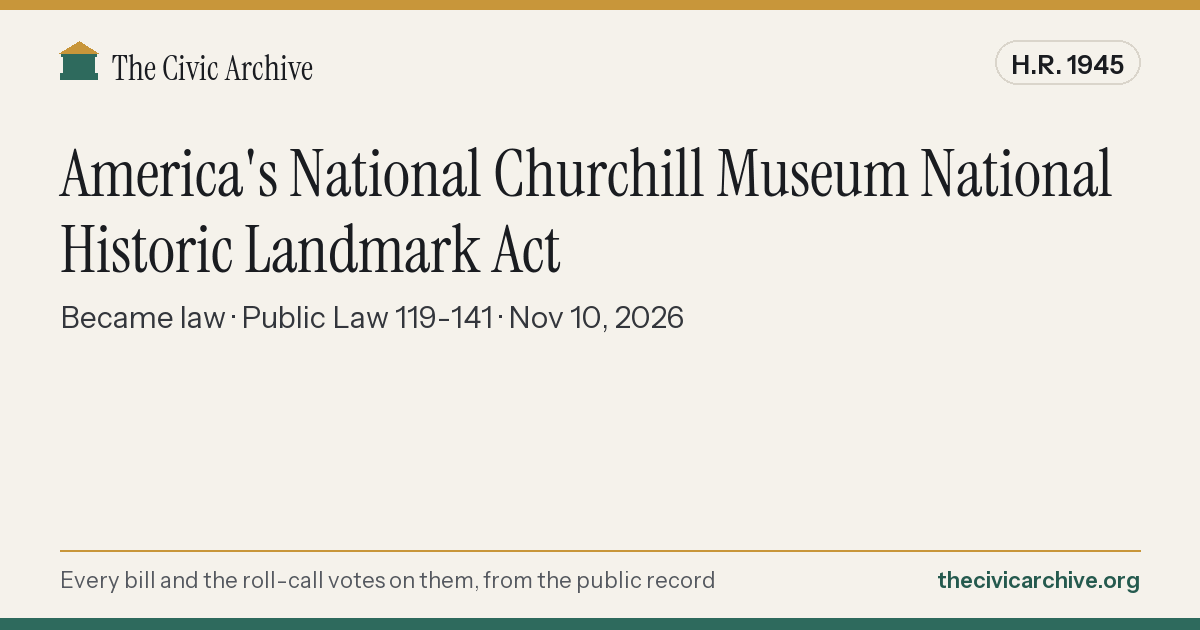 The Civic Archive
H.R. 1945
America's National Churchill Museum National
Historic Landmark Act
Became law · Public Law 119-141 · Nov 10, 2026
Every bill and the roll-call votes on them, from the public record
thecivicarchive.org